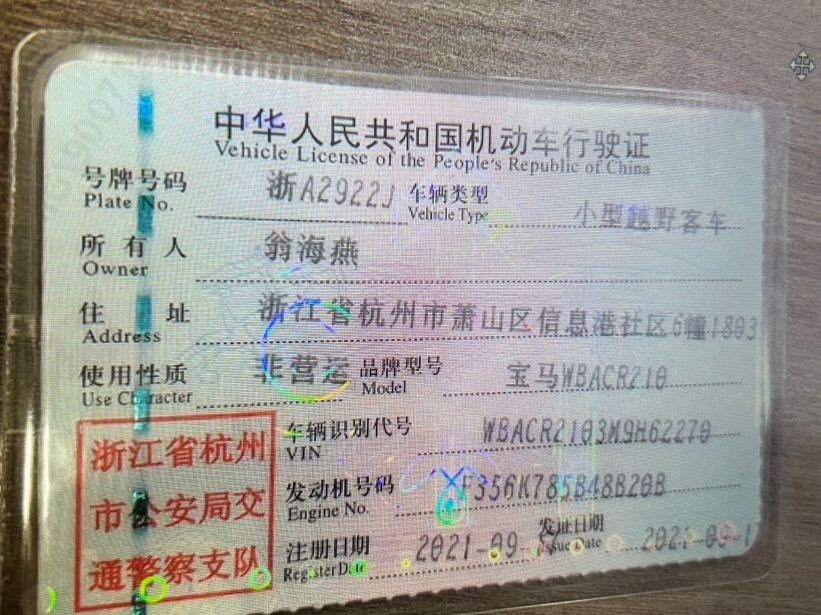 中华人民共和国机动车行驶证
Vehicle License of the People's Republic of China
号牌号码 浙A2922J 车辆类型 小型越野客车
Plate No. Vehicle Type
所有人 翁海燕
Owner
住址 浙江省杭州市萧山区信息港社区6幢1803
Address
使用性质 非营运 品牌型号 宝马WBACR210
Use Character Model
浙江省杭州
市公安局交
通警察支队
车辆识别代号 WBACR2103M9H62270
VIN
发动机号码 F356K785B48B20B
Engine No.
注册日期 2021-09-17 发证日期 2021-09-17
Register Date Issue Date